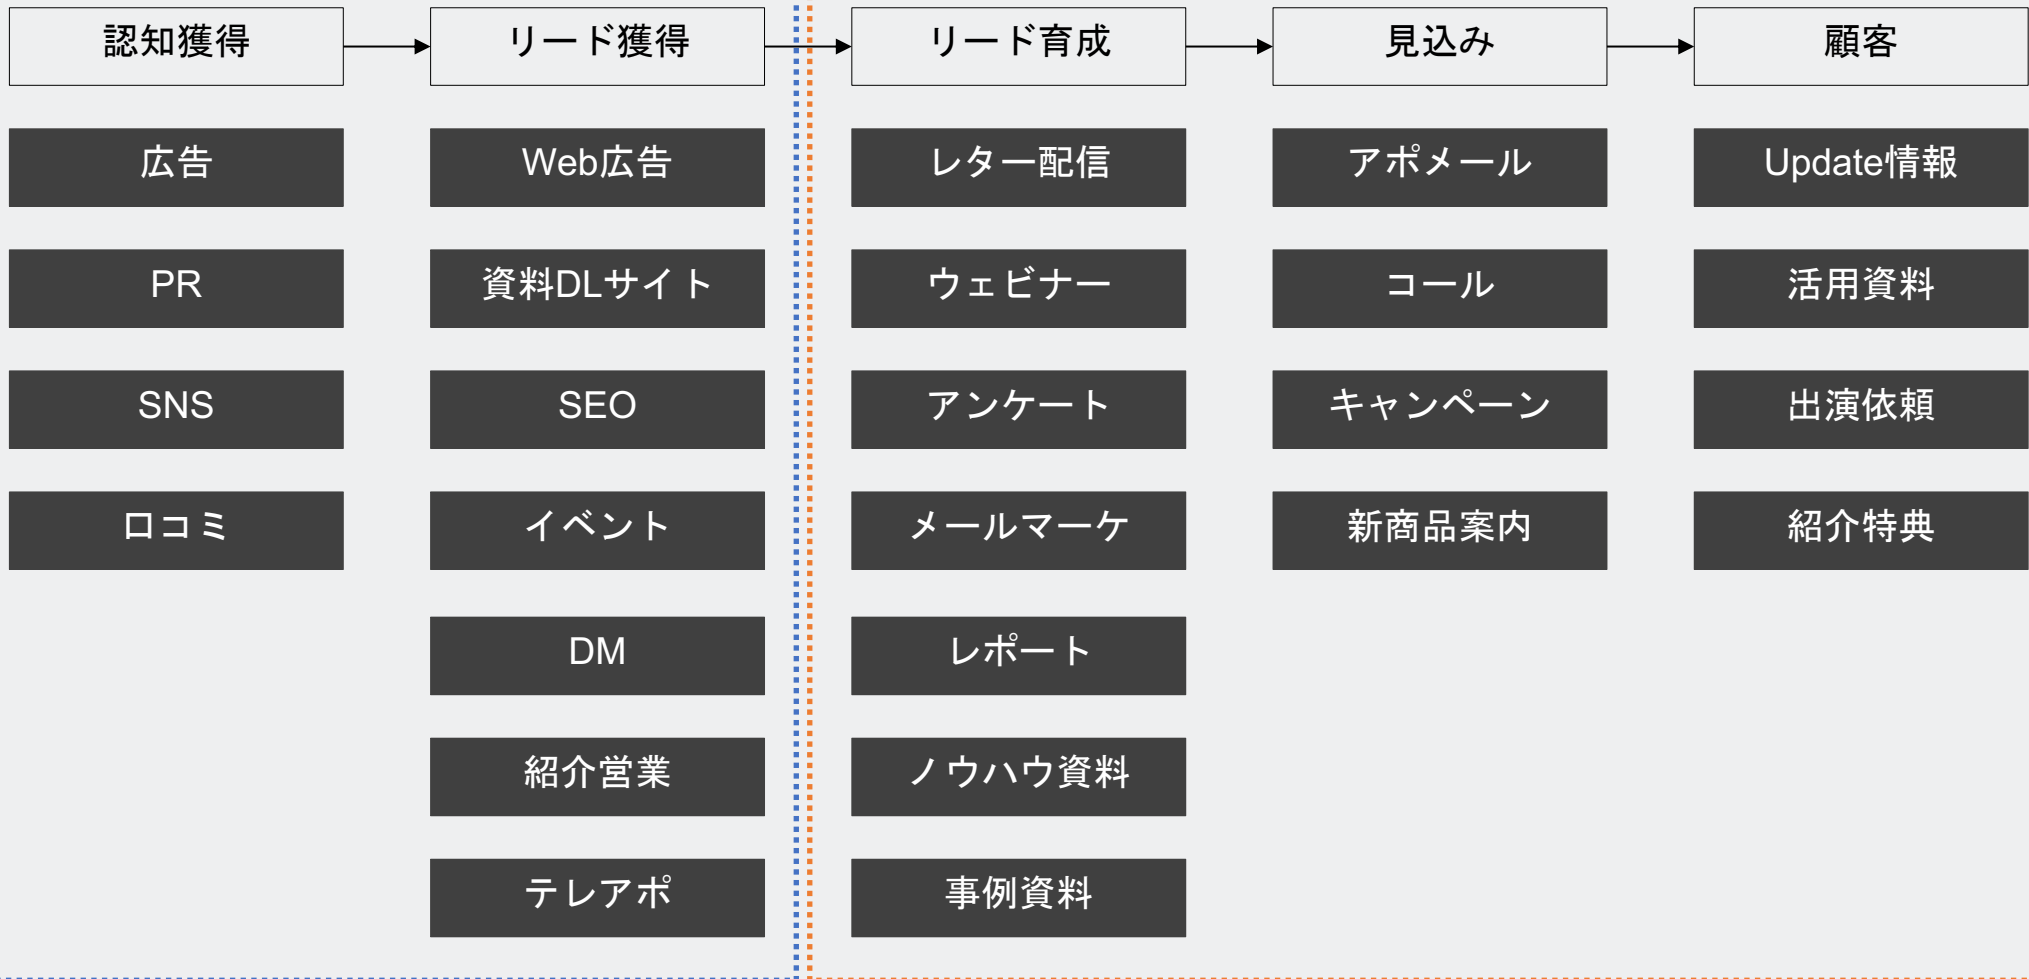 認知獲得
リード獲得
リード育成
見込み
顧客
広告
Web広告
レター配信
アポメール
Update情報
PR
資料DLサイト
ウェビナー
コール
活用資料
SNS
SEO
アンケート
キャンペーン
出演依頼
口コミ
イベント
メールマーケ
新商品案内
紹介特典
DM
レポート
紹介営業
ノウハウ資料
テレアポ
事例資料